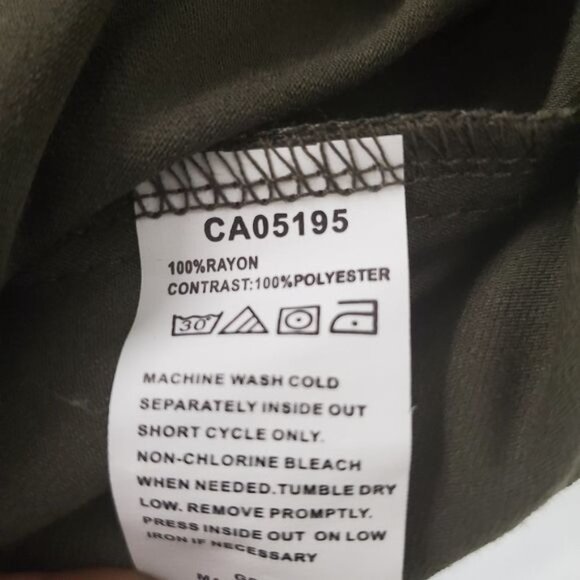 CA05195
100%RAYON
CONTRAST:100%POLYESTER
30°
MACHINE WASH COLD
SEPARATELY INSIDE OUT
SHORT CYCLE ONLY.
NON-CHLORINE BLEACH
WHEN NEEDED.TUMBLE DRY
LOW. REMOVE PROMPTLY.
PRESS INSIDE OUT ON LOW
IRON IF NECESSARY